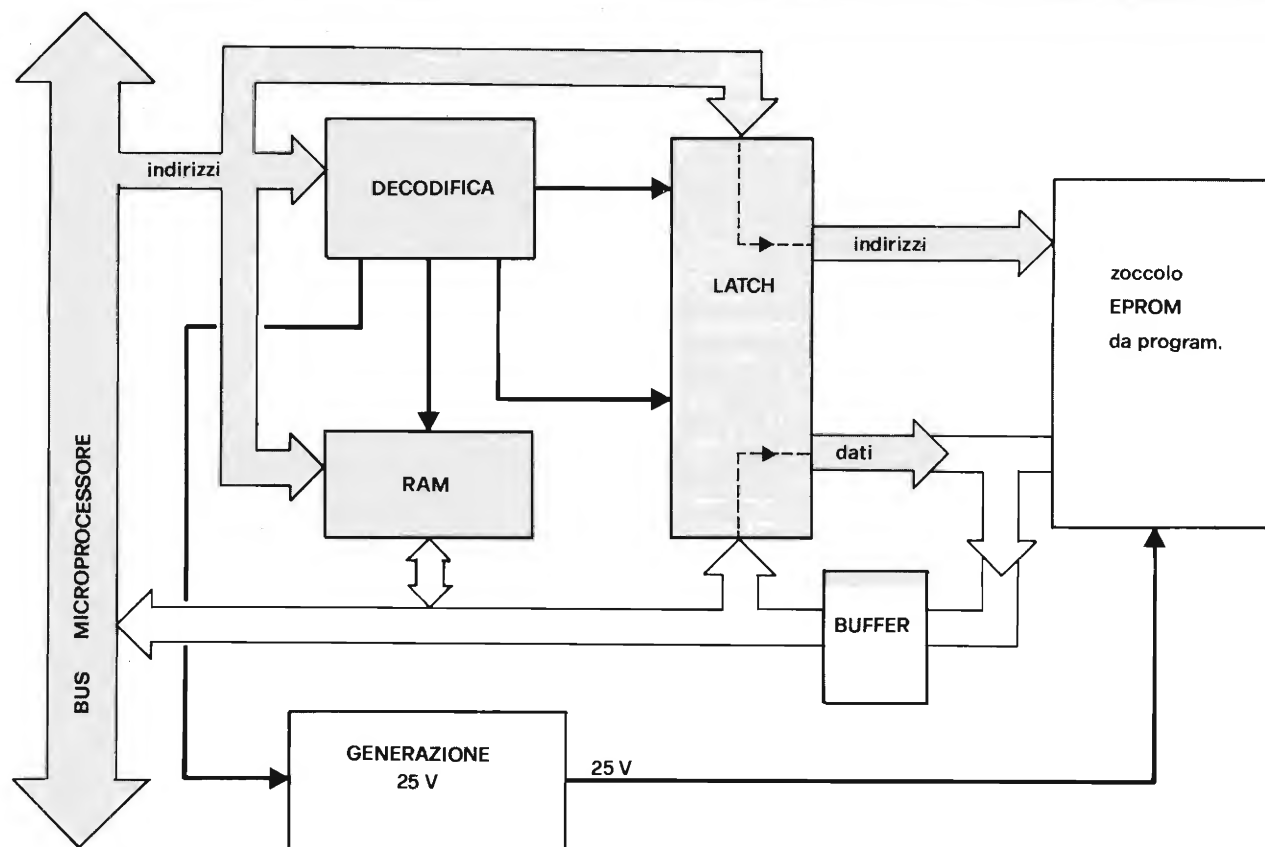 BUS MICROPROCESSORE
indirizzi
DECODIFICA
LATCH
indirizzi
zoccolo
EPROM
da program.
RAM
dati
BUFFER
GENERAZIONE
25 V
25 V